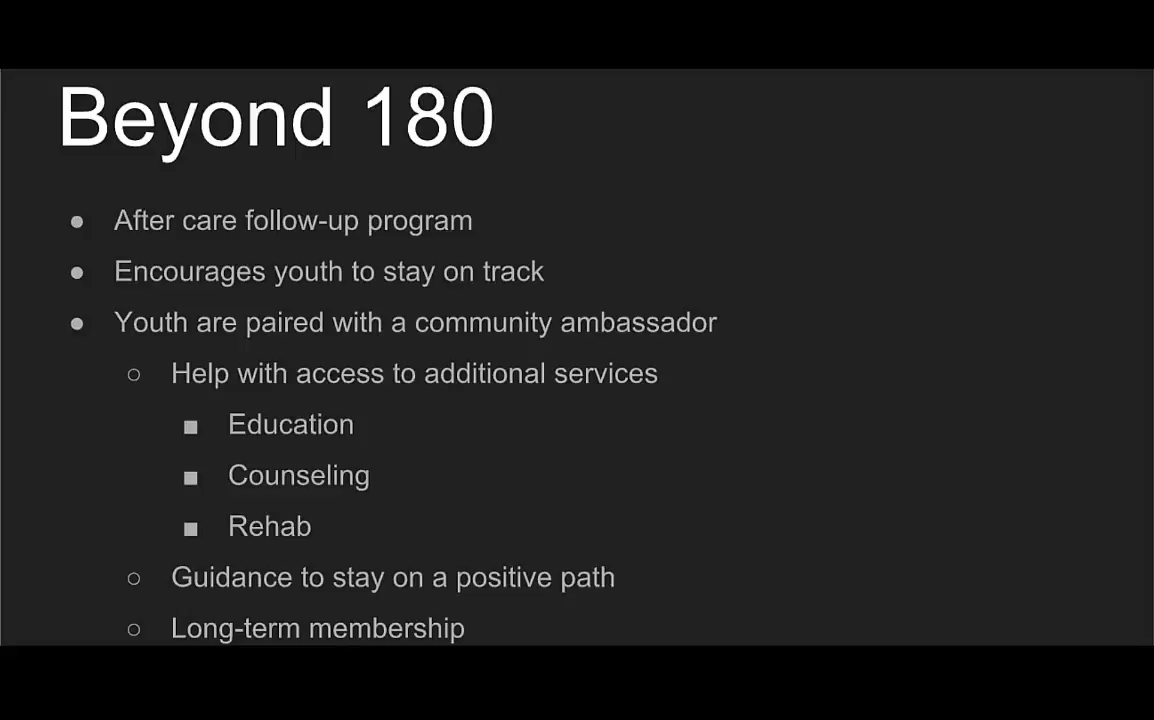 Beyond 180
● After care follow-up program
● Encourages youth to stay on track
● Youth are paired with a community ambassador
○ Help with access to additional services
■ Education
■ Counseling
■ Rehab
○ Guidance to stay on a positive path
○ Long-term membership